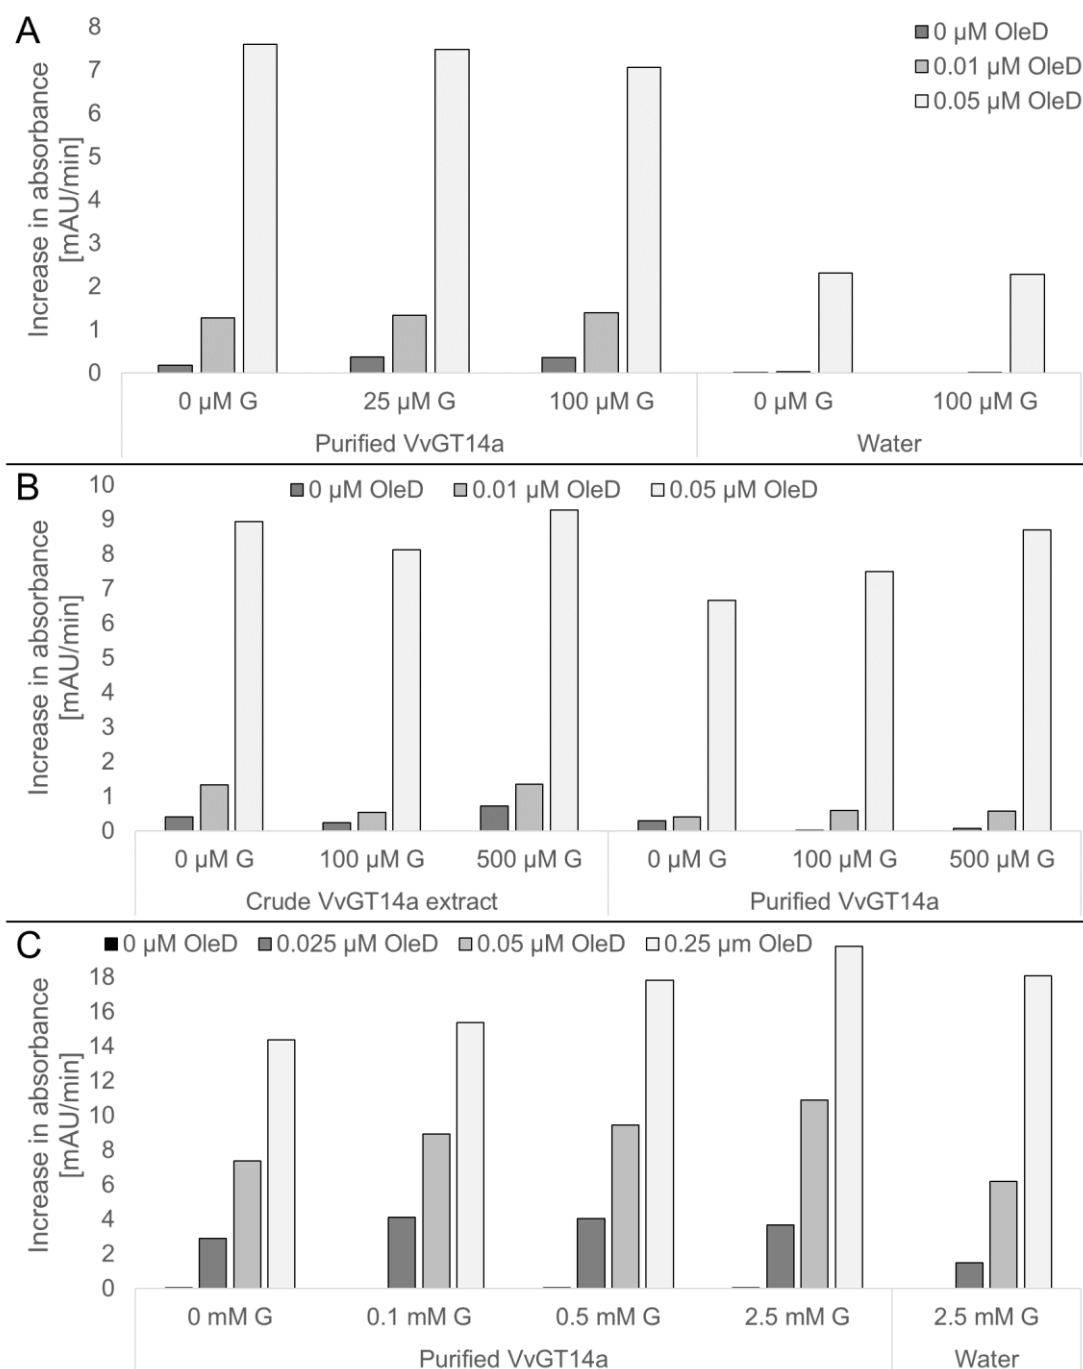 A
0 µM OleD
0.01 µM OleD
0.05 µM OleD
Increase in absorbance
[mAU/min]
8
7
6
5
4
3
2
1
0
0 µM G 25 µM G 100 µM G 0 µM G 100 µM G
Purified VvGT14a Water
B
0 µM OleD 0.01 µM OleD 0.05 µM OleD
Increase in absorbance
[mAU/min]
10
9
8
7
6
5
4
3
2
1
0
0 µM G 100 µM G 500 µM G 0 µM G 100 µM G 500 µM G
Crude VvGT14a extract Purified VvGT14a
C
0 µM OleD 0.025 µM OleD 0.05 µM OleD 0.25 µm OleD
Increase in absorbance
[mAU/min]
18
16
14
12
10
8
6
4
2
0
0 mM G 0.1 mM G 0.5 mM G 2.5 mM G 2.5 mM G
Purified VvGT14a Water